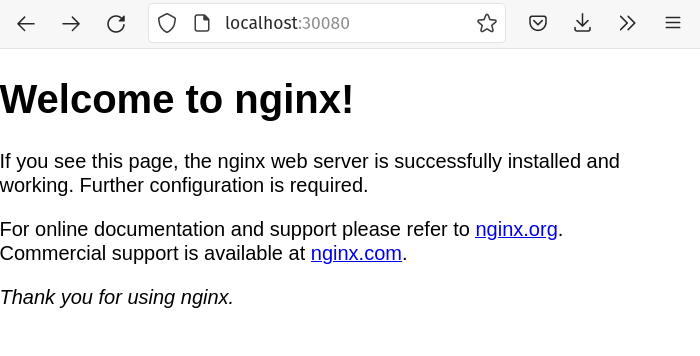 localhost:30080
Welcome to nginx!
If you see this page, the nginx web server is successfully installed and
working. Further configuration is required.
For online documentation and support please refer to nginx.org.
Commercial support is available at nginx.com.
Thank you for using nginx.